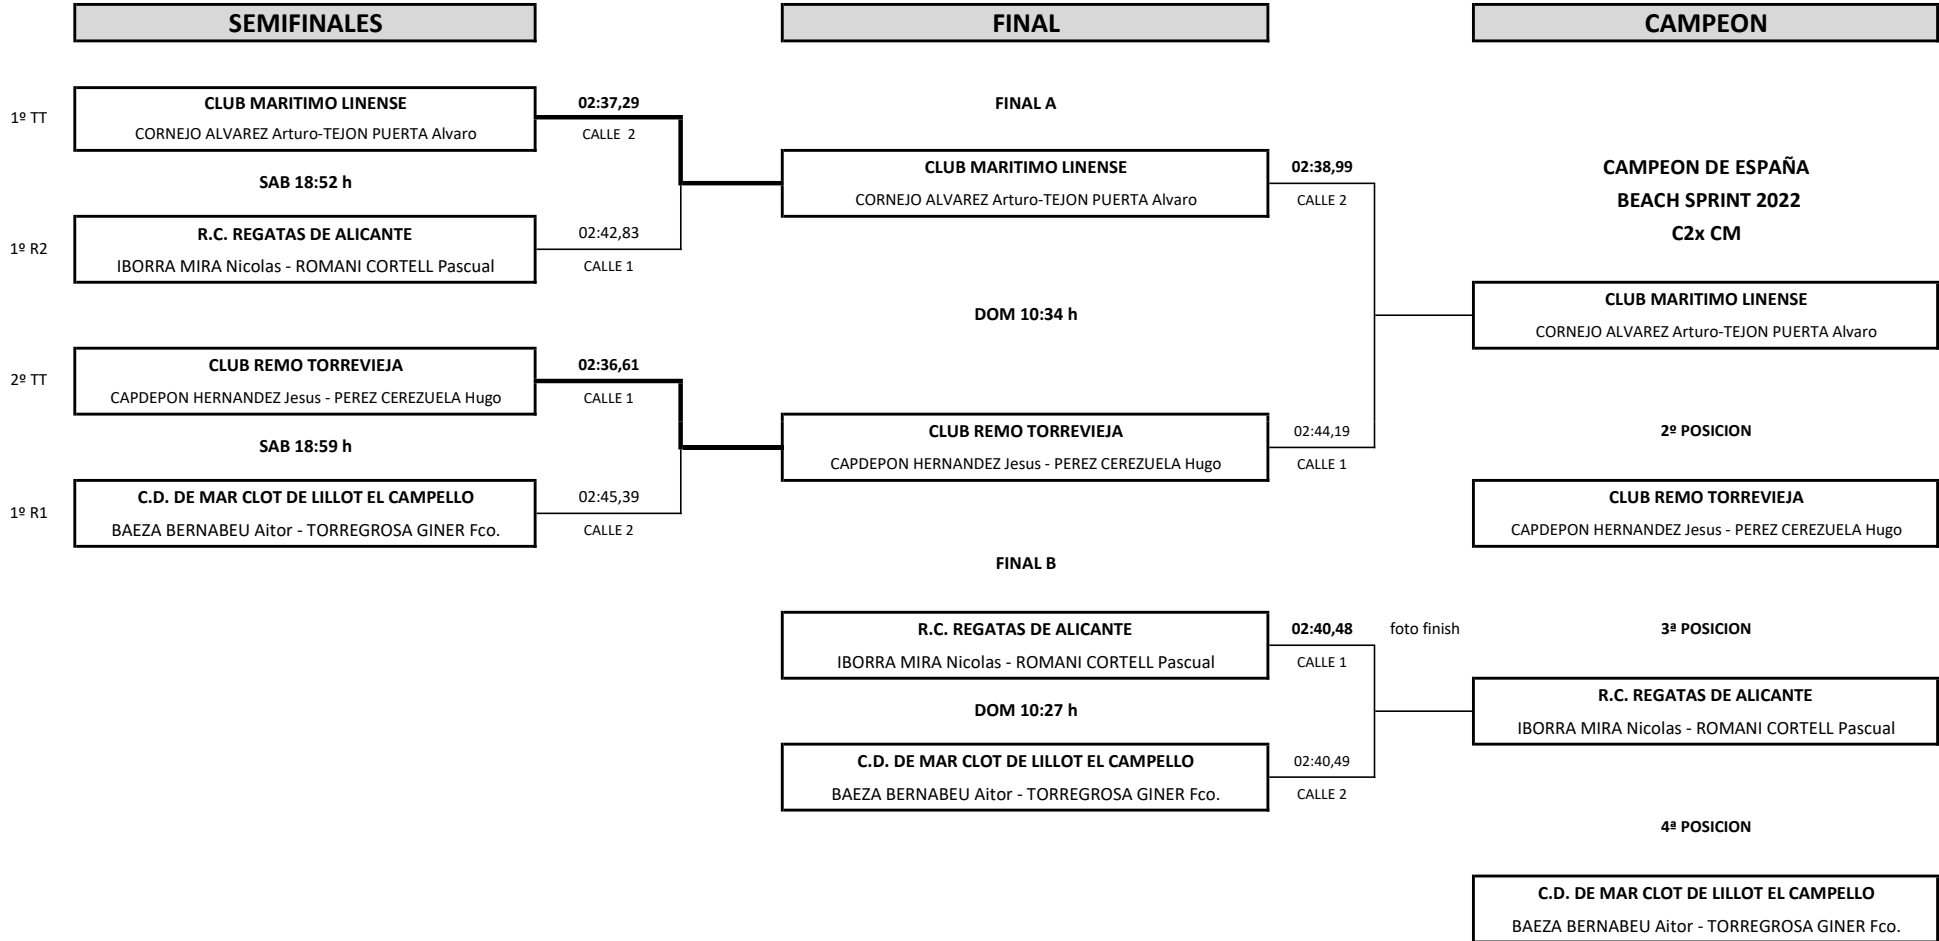 SEMIFINALES
FINAL
CAMPEON
1º TT
CLUB MARITIMO LINENSE
CORNEJO ALVAREZ Arturo-TEJON PUERTA Alvaro
02:37,29
CALLE 2
SAB 18:52 h
1º R2
R.C. REGATAS DE ALICANTE
IBORRA MIRA Nicolas - ROMANI CORTELL Pascual
02:42,83
CALLE 1
2º TT
CLUB REMO TORREVIEJA
CAPDEPON HERNANDEZ Jesus - PEREZ CEREZUELA Hugo
02:36,61
CALLE 1
SAB 18:59 h
1º R1
C.D. DE MAR CLOT DE LILLOT EL CAMPELLO
BAEZA BERNABEU Aitor - TORREGROSA GINER Fco.
02:45,39
CALLE 2
FINAL A
CLUB MARITIMO LINENSE
CORNEJO ALVAREZ Arturo-TEJON PUERTA Alvaro
02:38,99
CALLE 2
DOM 10:34 h
CLUB REMO TORREVIEJA
CAPDEPON HERNANDEZ Jesus - PEREZ CEREZUELA Hugo
02:44,19
CALLE 1
FINAL B
R.C. REGATAS DE ALICANTE
IBORRA MIRA Nicolas - ROMANI CORTELL Pascual
02:40,48
foto finish
CALLE 1
DOM 10:27 h
C.D. DE MAR CLOT DE LILLOT EL CAMPELLO
BAEZA BERNABEU Aitor - TORREGROSA GINER Fco.
02:40,49
CALLE 2
CAMPEON DE ESPAÑA
BEACH SPRINT 2022
C2x CM
CLUB MARITIMO LINENSE
CORNEJO ALVAREZ Arturo-TEJON PUERTA Alvaro
2º POSICION
CLUB REMO TORREVIEJA
CAPDEPON HERNANDEZ Jesus - PEREZ CEREZUELA Hugo
3ª POSICION
R.C. REGATAS DE ALICANTE
IBORRA MIRA Nicolas - ROMANI CORTELL Pascual
4ª POSICION
C.D. DE MAR CLOT DE LILLOT EL CAMPELLO
BAEZA BERNABEU Aitor - TORREGROSA GINER Fco.